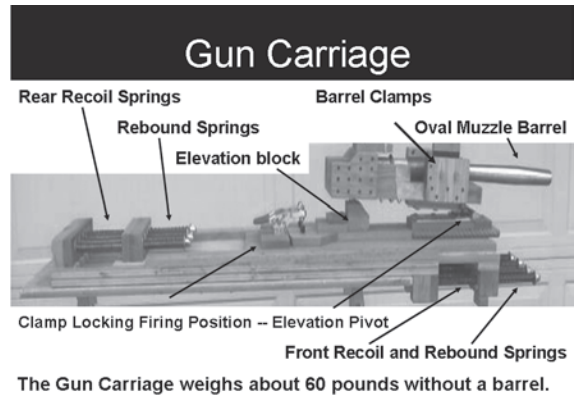 Gun Carriage
Rear Recoil Springs
Barrel Clamps
Rebound Springs
Oval Muzzle Barrel
Elevation block
Clamp Locking Firing Position -- Elevation Pivot
Front Recoil and Rebound Springs
The Gun Carriage weighs about 60 pounds without a barrel.